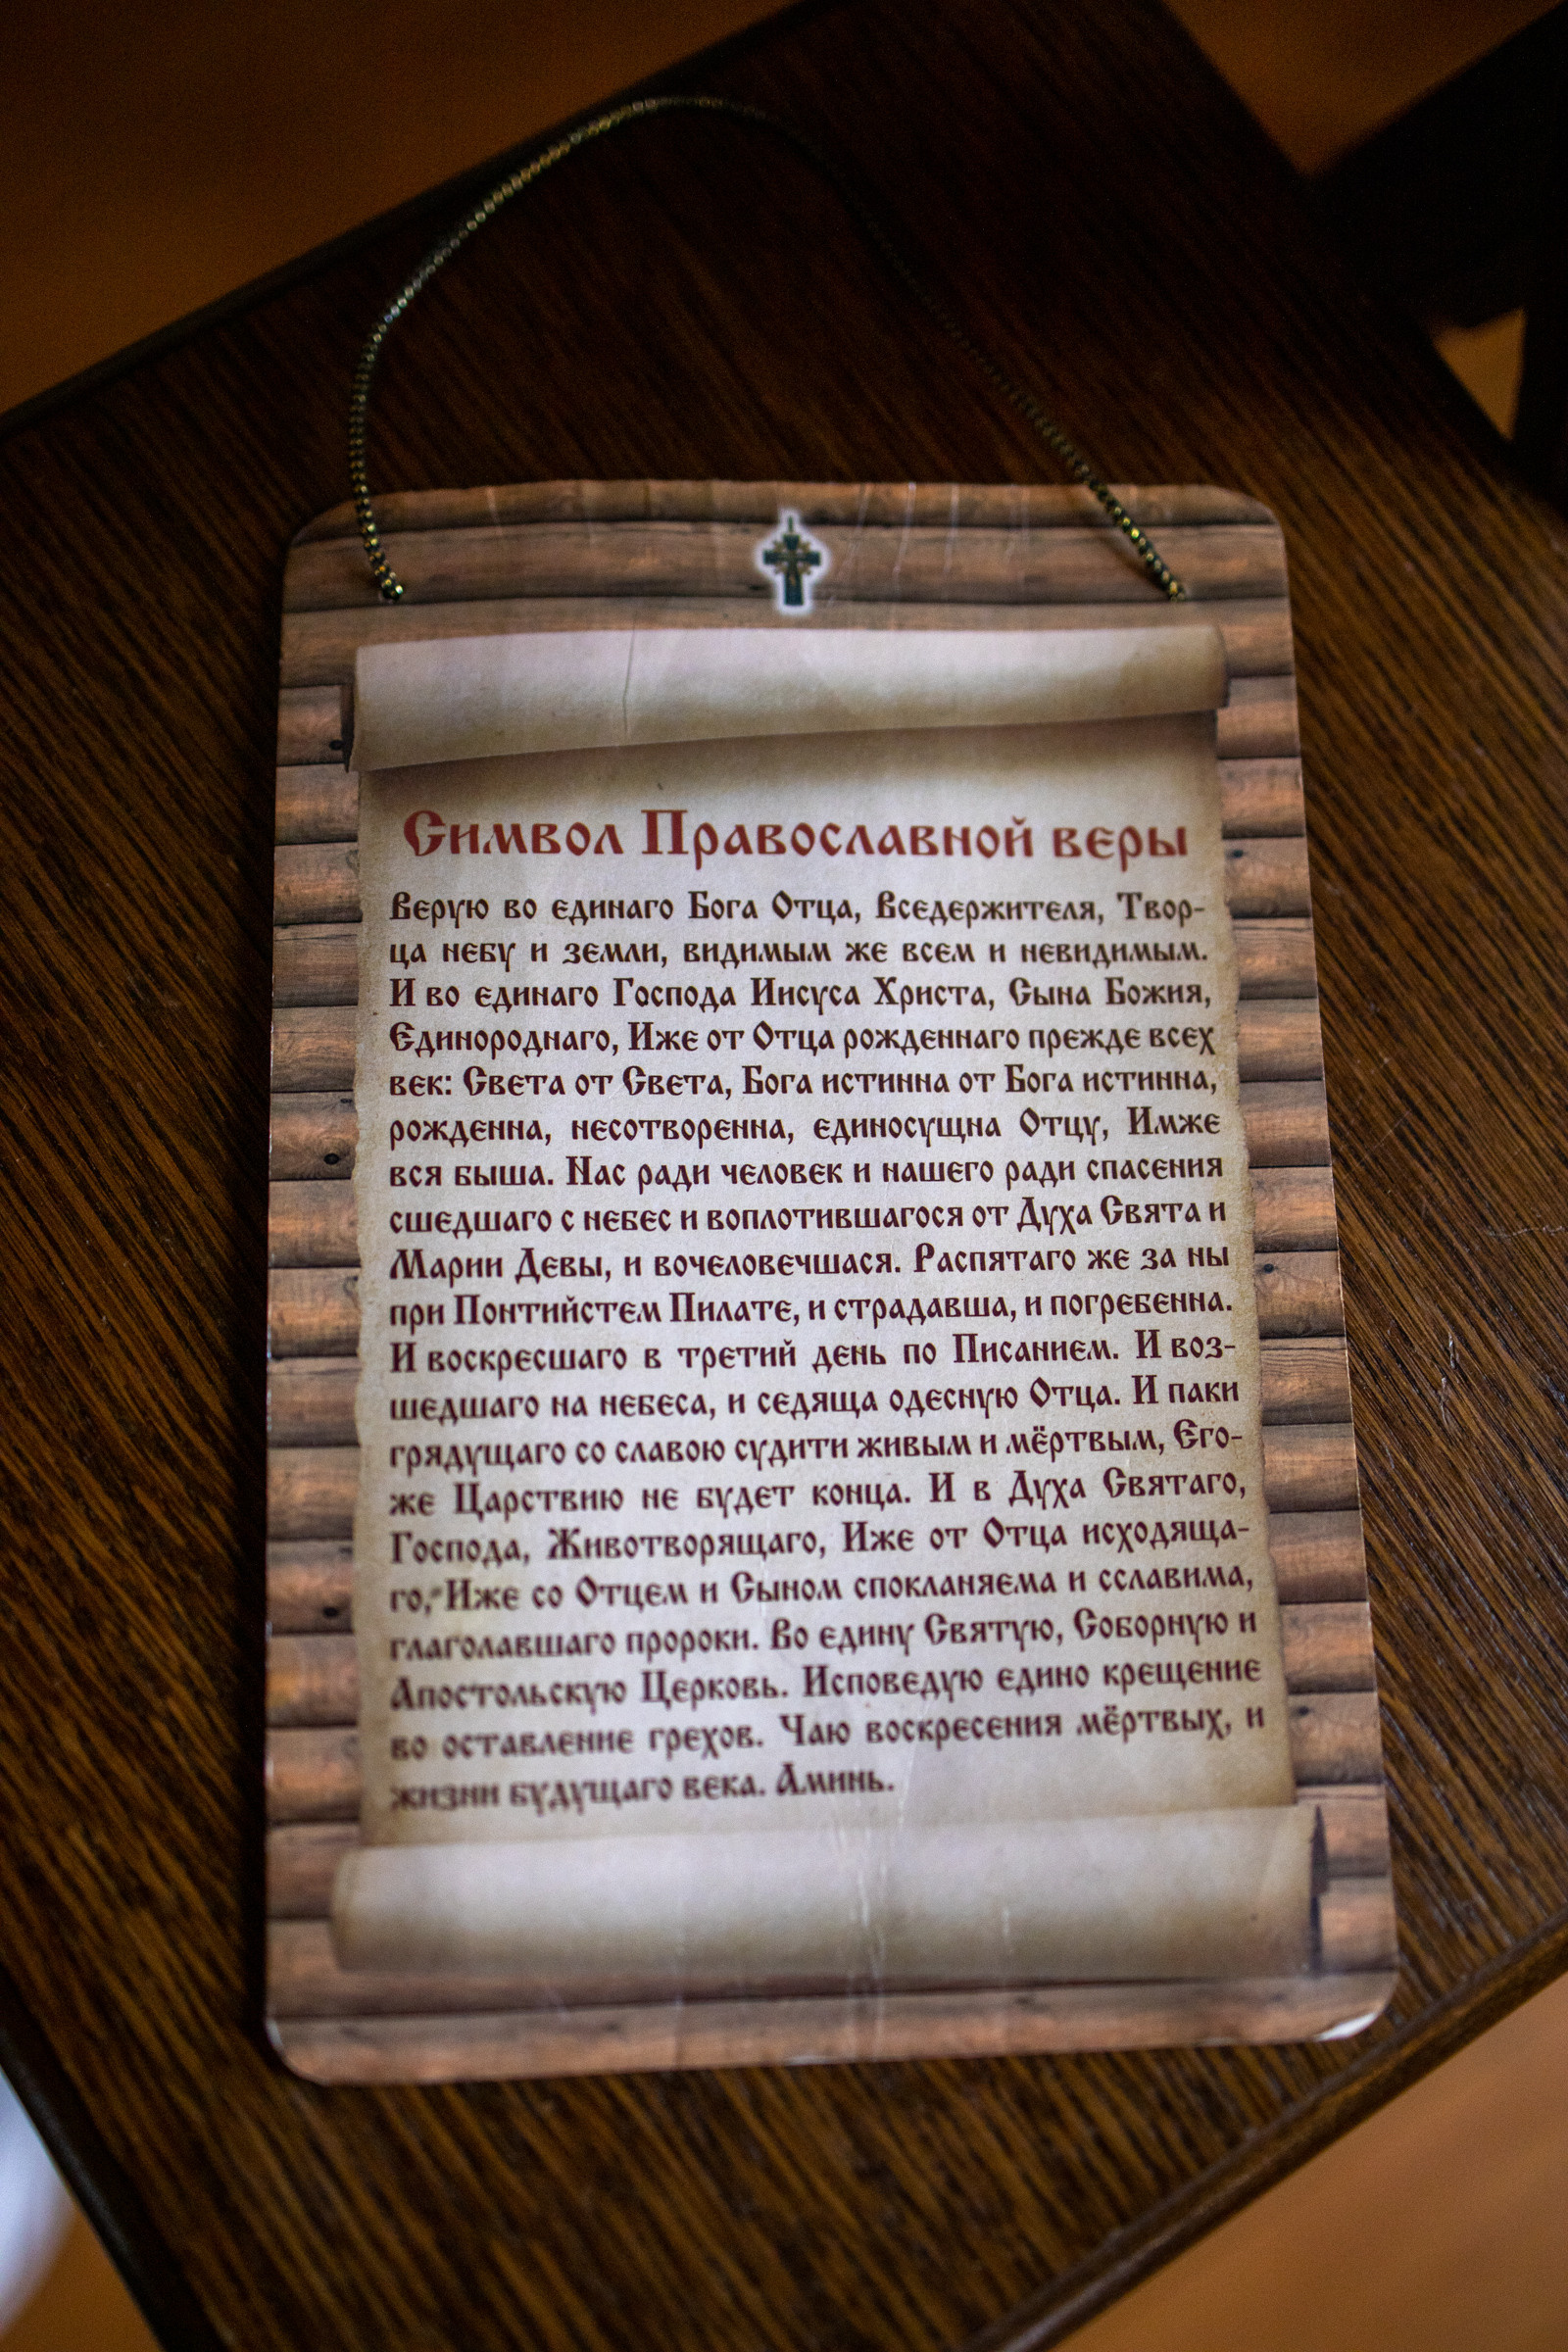 Символ Православной веры
Верую во единаго Бога Отца, Вседержителя, Твор-
ца небу и земли, видимым же всем и невидимым.
И во единаго Господа Иисуса Христа, Сына Божия,
Единороднаго, Иже от Отца рожденнаго прежде всех
век: Света от Света, Бога истинна от Бога истинна,
рожденна, несотворенна, единосущна Отцу, Имже
вся быша. Нас ради человек и нашего ради спасения
сшедшаго с небес и воплотившагося от Духа Свята и
Марии Девы, и вочеловечшася. Распятаго же за ны
при Понтийстем Пилате, и страдавша, и погребенна.
И воскресшаго в третий день по Писанием. И воз-
шедшаго на небеса, и седяща одесную Отца. И паки
грядущаго со славою судити живым и мёртвым, Его-
же Царствию не будет конца. И в Духа Святаго,
Господа, Животворящаго, Иже от Отца исходяща-
го, Иже со Отцем и Сыном спокланяема и сславима,
глаголавшаго пророки. Во едину Святую, Соборную и
Апостольскую Церковь. Исповедую едино крещение
во оставление грехов. Чаю воскресения мёртвых, и
жизни будущаго века. Аминь.